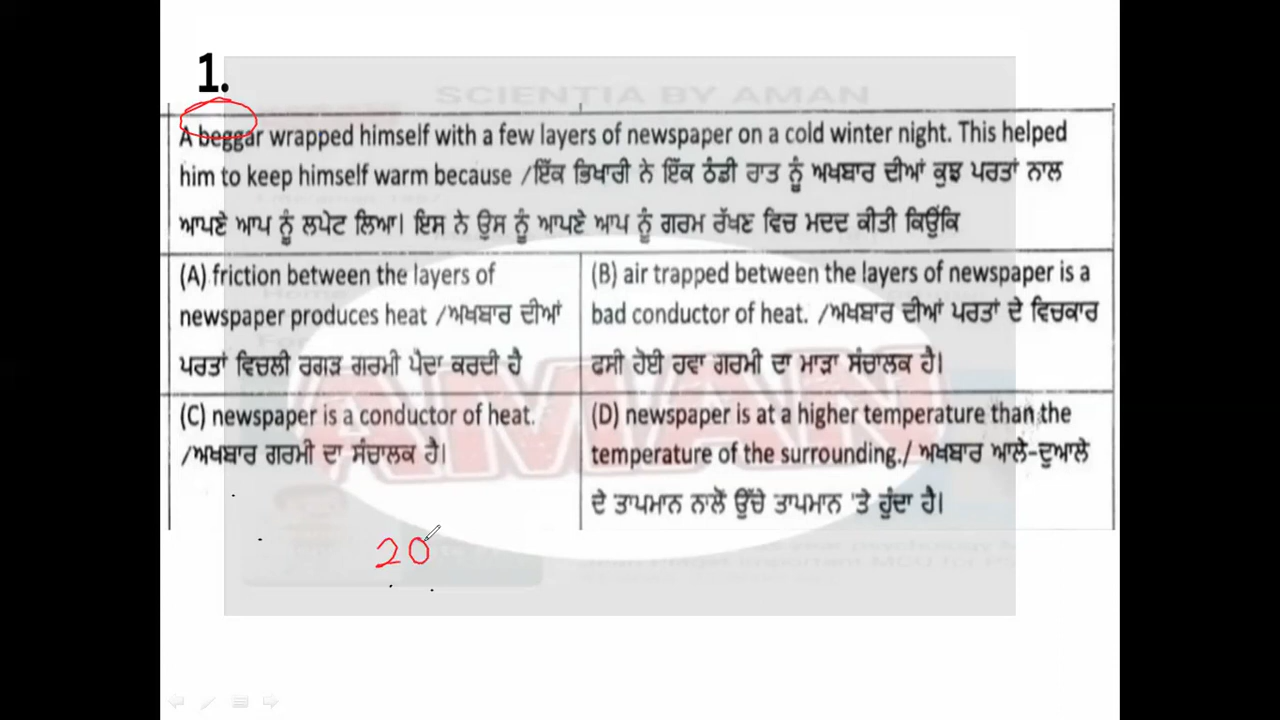 1.
SCIENTIA BY AMAN
A beggar wrapped himself with a few layers of newspaper on a cold winter night. This helped
him to keep himself warm because /ਇੱਕ ਭਿਖਾਰੀ ਨੇ ਇੱਕ ਠੰਡੀ ਰਾਤ ਨੂੰ ਅਖਬਾਰ ਦੀਆਂ ਕੁਝ ਪਰਤਾਂ ਨਾਲ
ਆਪਣੇ ਆਪ ਨੂੰ ਲਪੇਟ ਲਿਆ। ਇਸ ਨੇ ਉਸ ਨੂੰ ਆਪਣੇ ਆਪ ਨੂੰ ਗਰਮ ਰੱਖਣ ਵਿਚ ਮਦਦ ਕੀਤੀ ਕਿਉਂਕਿ
(A) friction between the layers of
newspaper produces heat /ਅਖਬਾਰ ਦੀਆਂ
ਪਰਤਾਂ ਵਿਚਲੀ ਰਗੜ ਗਰਮੀ ਪੈਦਾ ਕਰਦੀ ਹੈ
(B) air trapped between the layers of newspaper is a
bad conductor of heat. /ਅਖਬਾਰ ਦੀਆਂ ਪਰਤਾਂ ਦੇ ਵਿਚਕਾਰ
ਫਸੀ ਹੋਈ ਹਵਾ ਗਰਮੀ ਦਾ ਮਾੜਾ ਸੰਚਾਲਕ ਹੈ।
(C) newspaper is a conductor of heat.
/ਅਖਬਾਰ ਗਰਮੀ ਦਾ ਸੰਚਾਲਕ ਹੈ।
(D) newspaper is at a higher temperature than the
temperature of the surrounding./ ਅਖਬਾਰ ਆਲੇ-ਦੁਆਲੇ
ਦੇ ਤਾਪਮਾਨ ਨਾਲੋਂ ਉੱਚੇ ਤਾਪਮਾਨ 'ਤੇ ਹੁੰਦਾ ਹੈ।
AMAN
20